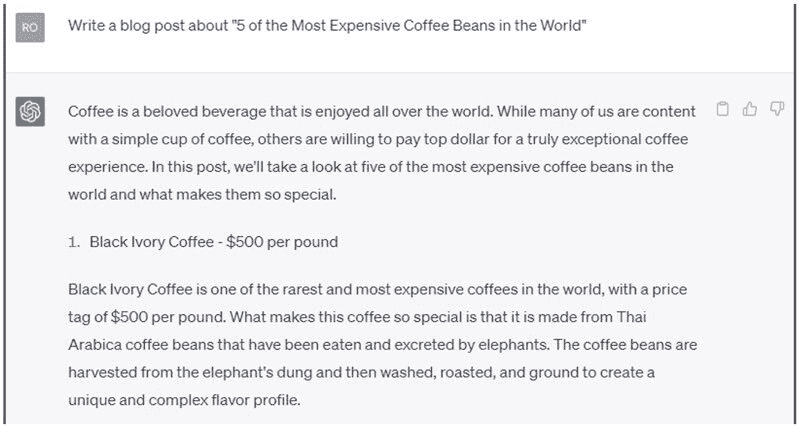 RO
Write a blog post about "5 of the Most Expensive Coffee Beans in the World"
Coffee is a beloved beverage that is enjoyed all over the world. While many of us are content
with a simple cup of coffee, others are willing to pay top dollar for a truly exceptional coffee
experience. In this post, we'll take a look at five of the most expensive coffee beans in the
world and what makes them so special.
1. Black Ivory Coffee - $500 per pound
Black Ivory Coffee is one of the rarest and most expensive coffees in the world, with a price
tag of $500 per pound. What makes this coffee so special is that it is made from Thai
Arabica coffee beans that have been eaten and excreted by elephants. The coffee beans are
harvested from the elephant's dung and then washed, roasted, and ground to create a
unique and complex flavor profile.